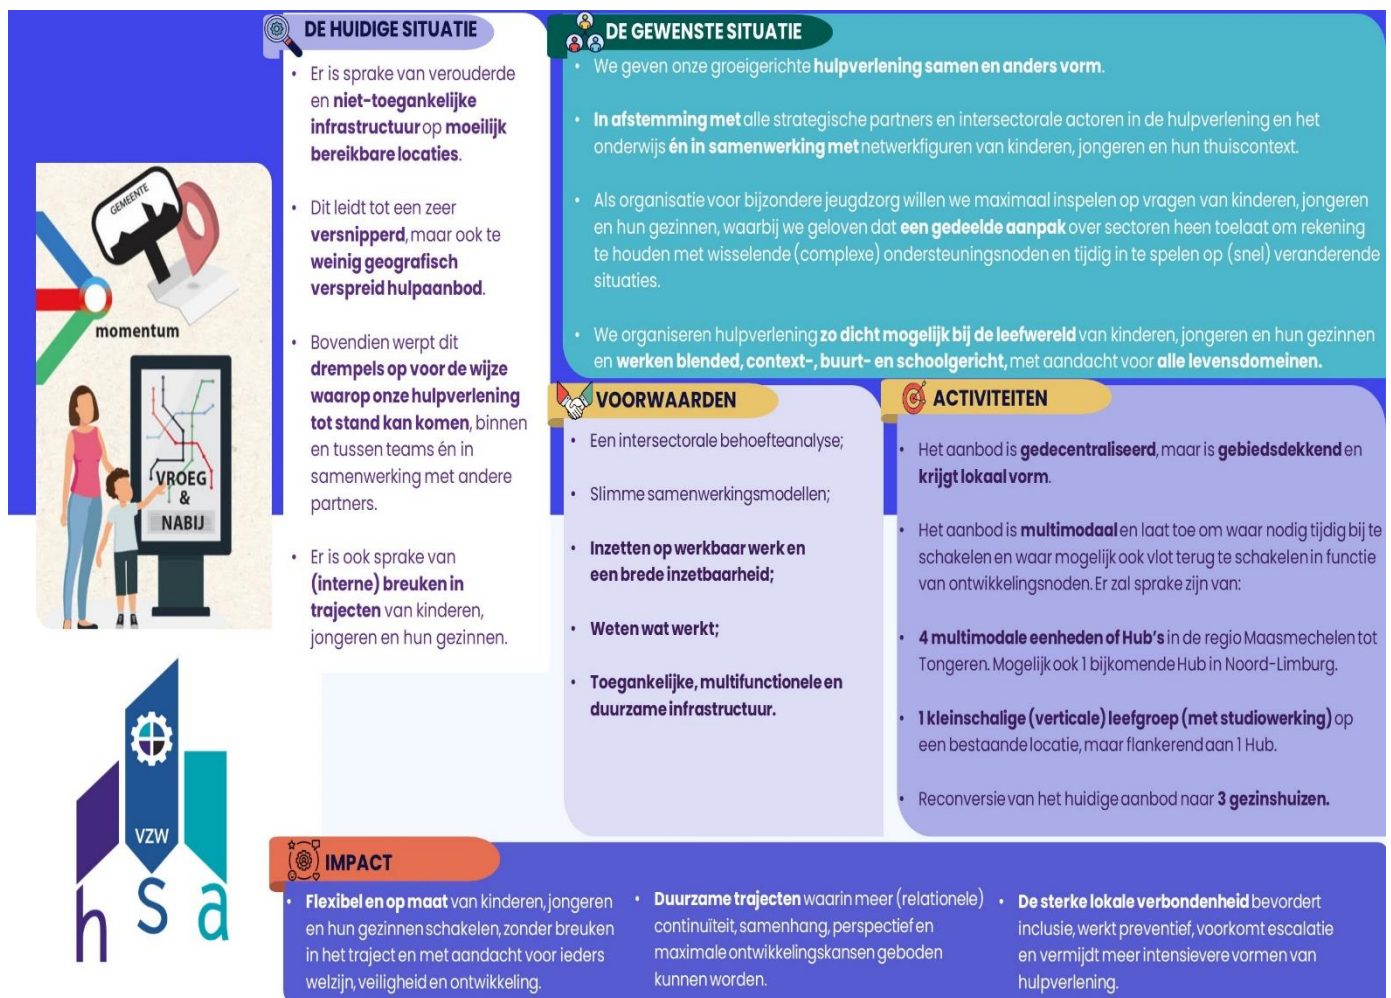 DE HUIDIGE SITUATIE
• Er is sprake van verouderde
en niet-toegankelijke
infrastructuur op moeilijk
bereikbare locaties.
• Dit leidt tot een zeer
versnipperd, maar ook te
weinig geografisch
verspreid hulpaanbod.
• Bovendien werpt dit
drempels op voor de wijze
waarop onze hulpverlening
tot stand kan komen, binnen
en tussen teams én in
samenwerking met andere
partners.
• Er is ook sprake van
(interne) breuken in
trajecten van kinderen,
jongeren en hun gezinnen.
DE GEWENSTE SITUATIE
• We geven onze groeigerichte hulpverlening samen en anders vorm.
• In afstemming met alle strategische partners en intersectorale actoren in de hulpverlening en het
onderwijs én in samenwerking met netwerkfiguren van kinderen, jongeren en hun thuiscontext.
• Als organisatie voor bijzondere jeugdzorg willen we maximaal inspelen op vragen van kinderen, jongeren
en hun gezinnen, waarbij we geloven dat een gedeelde aanpak over sectoren heen toelaat om rekening
te houden met wisselende (complexe) ondersteuningsnoden en tijdig in te spelen op (snel) veranderende
situaties.
• We organiseren hulpverlening zo dicht mogelijk bij de leefwereld van kinderen, jongeren en hun gezinnen
en werken blended, context-, buurt- en schoolgericht, met aandacht voor alle levensdomeinen.
GEMEENTE
momentum
VROEG
&
NABIJ
VOORWAARDEN
• Een intersectorale behoefteanalyse;
• Slimme samenwerkingsmodellen;
• Inzetten op werkbaar werk en
een brede inzetbaarheid;
• Weten wat werkt;
• Toegankelijke, multifunctionele en
duurzame infrastructuur.
ACTIVITEITEN
• Het aanbod is gedecentraliseerd, maar is gebiedsdekkend en
krijgt lokaal vorm.
• Het aanbod is multimodaal en laat toe om waar nodig tijdig bij te
schakelen en waar mogelijk ook vlot terug te schakelen in functie
van ontwikkelingsnoden. Er zal sprake zijn van:
• 4 multimodale eenheden of Hub's in de regio Maasmechelen tot
Tongeren. Mogelijk ook 1 bijkomende Hub in Noord-Limburg.
• 1 kleinschalige (verticale) leefgroep (met studiowerking) op
een bestaande locatie, maar flankerend aan 1 Hub.
• Reconversie van het huidige aanbod naar 3 gezinshuizen.
VZW
h s a
IMPACT
• Flexibel en op maat van kinderen, jongeren
en hun gezinnen schakelen, zonder breuken
in het traject en met aandacht voor ieders
welzijn, veiligheid en ontwikkeling.
• Duurzame trajecten waarin meer (relationele)
continuïteit, samenhang, perspectief en
maximale ontwikkelingskansen geboden
kunnen worden.
• De sterke lokale verbondenheid bevordert
inclusie, werkt preventief, voorkomt escalatie
en vermijdt meer intensievere vormen van
hulpverlening.